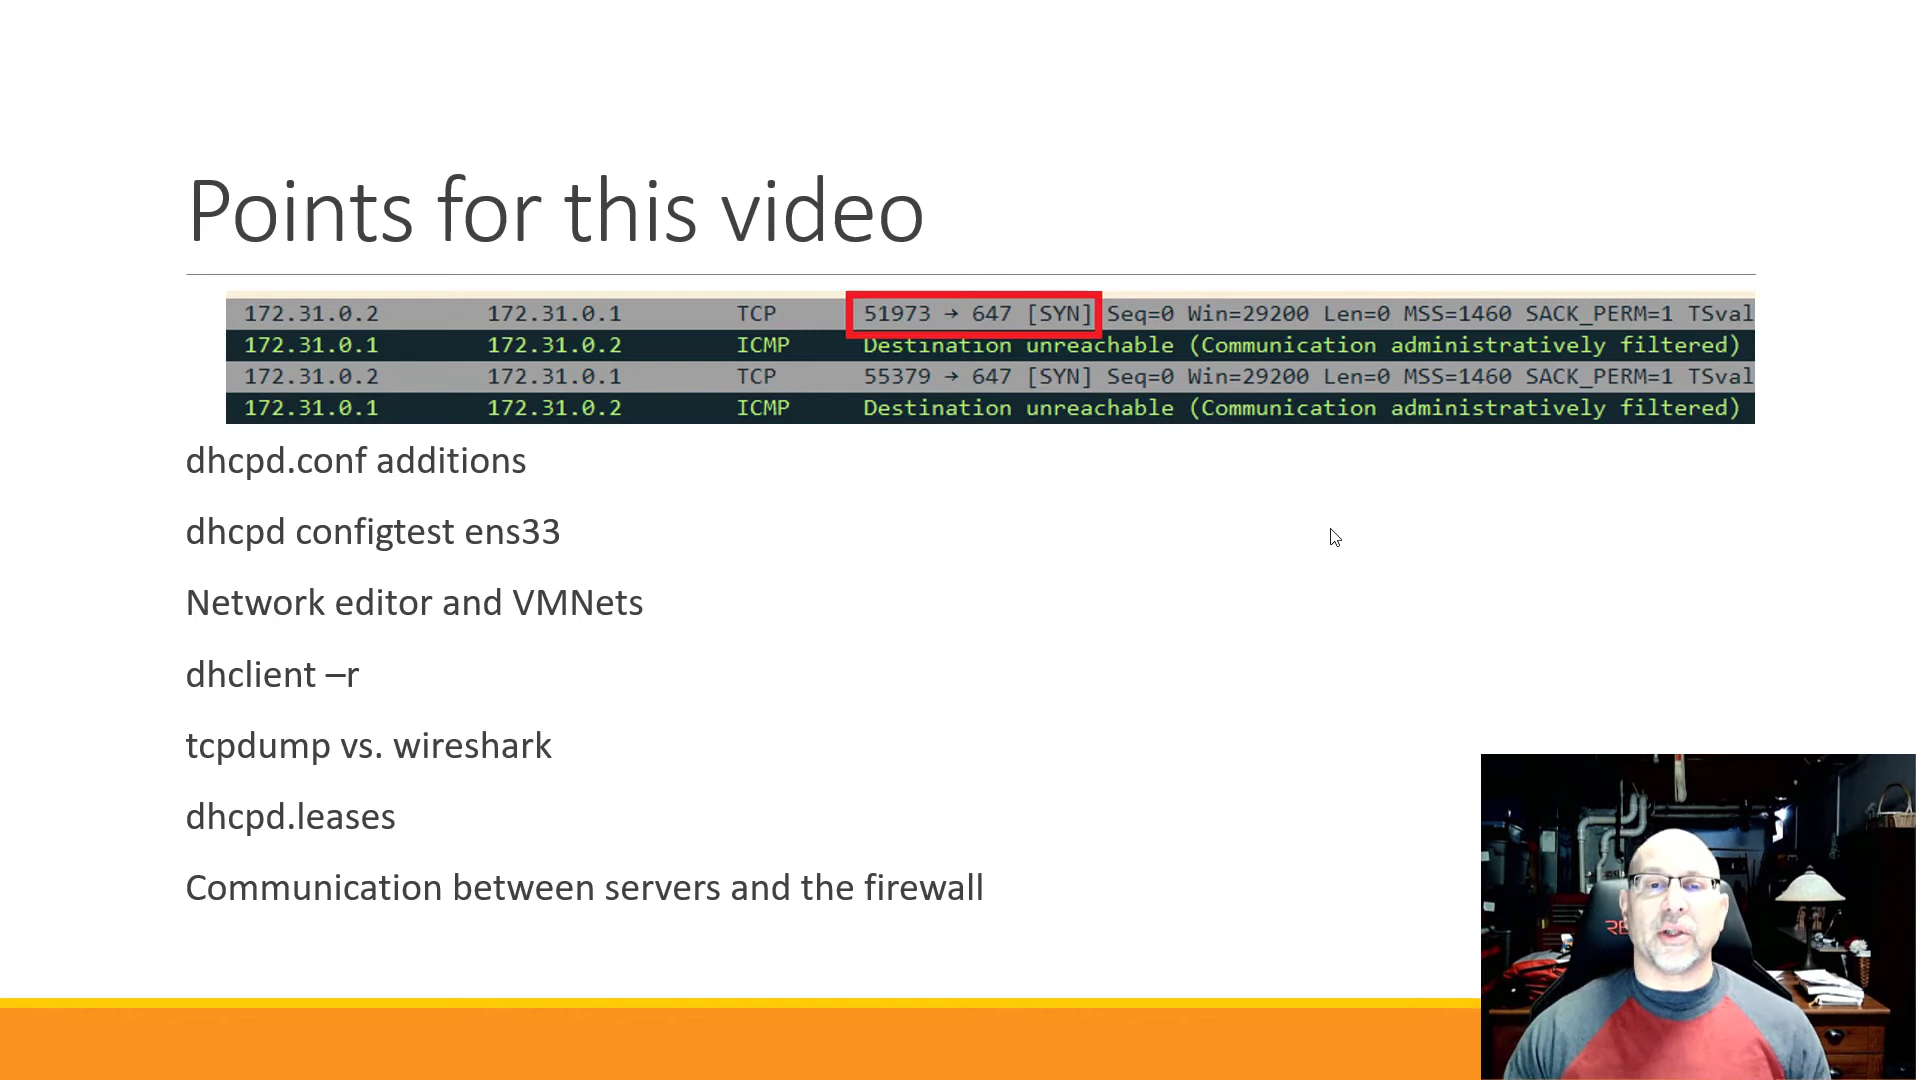 Points for this video
172.31.0.2 172.31.0.1 TCP 51973 → 647 [SYN] Seq=0 Win=29200 Len=0 MSS=1460 SACK_PERM=1 TSval
172.31.0.1 172.31.0.2 ICMP Destination unreachable (Communication administratively filtered)
172.31.0.2 172.31.0.1 TCP 55379 → 647 [SYN] Seq=0 Win=29200 Len=0 MSS=1460 SACK_PERM=1 TSval
172.31.0.1 172.31.0.2 ICMP Destination unreachable (Communication administratively filtered)
dhcpd.conf additions
dhcpd configtest ens33
Network editor and VMNets
dhclient –r
tcpdump vs. wireshark
dhcpd.leases
Communication between servers and the firewall